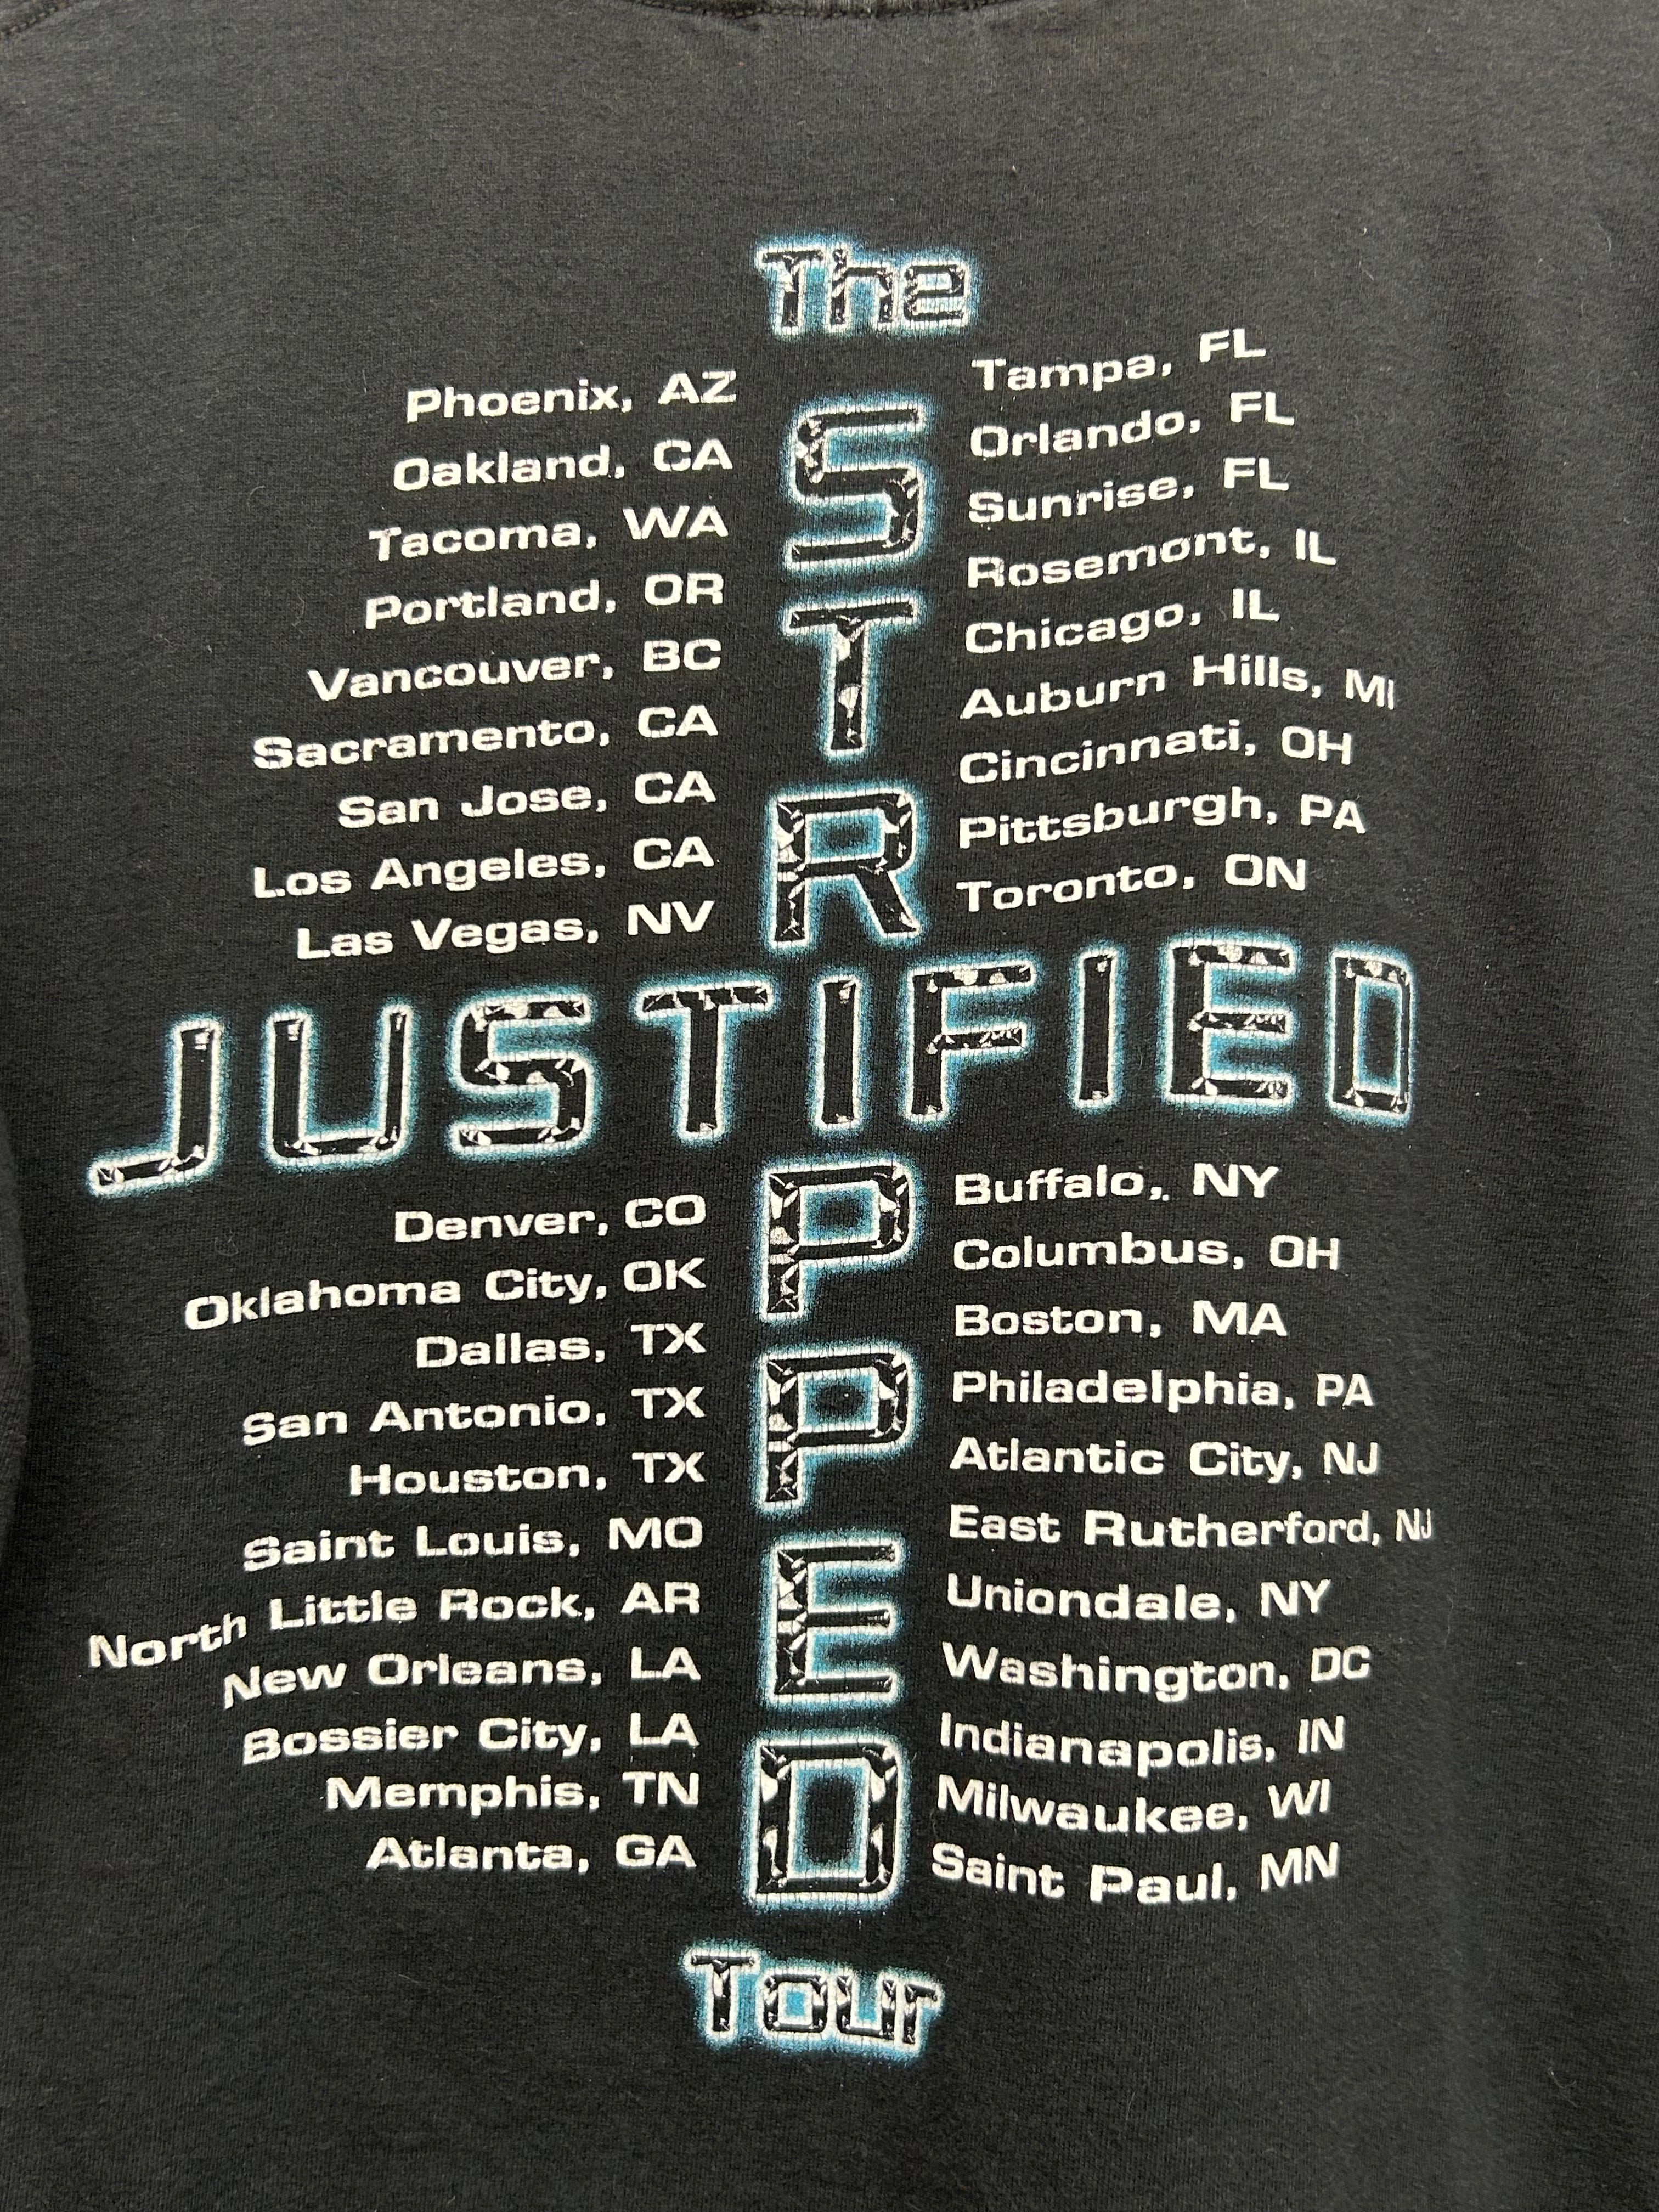 The
Phoenix, AZ
Oakland, CA
Tacoma, WA
Portland, OR
Vancouver, BC
Sacramento, CA
San Jose, CA
Los Angeles, CA
Las Vegas, NV
Tampa, FL
Orlando, FL
Sunrise, FL
Rosemont, IL
Chicago, IL
Auburn Hills, MI
Cincinnati, OH
Pittsburgh, PA
Toronto, ON
JUSTIFIED
STRIPPED
Denver, CO
Oklahoma City, OK
Dallas, TX
San Antonio, TX
Houston, TX
Saint Louis, MO
North Little Rock, AR
New Orleans, LA
Bossier City, LA
Memphis, TN
Atlanta, GA
Buffalo, NY
Columbus, OH
Boston, MA
Philadelphia, PA
Atlantic City, NJ
East Rutherford, NJ
Uniondale, NY
Washington, DC
Indianapolis, IN
Milwaukee, WI
Saint Paul, MN
Tour